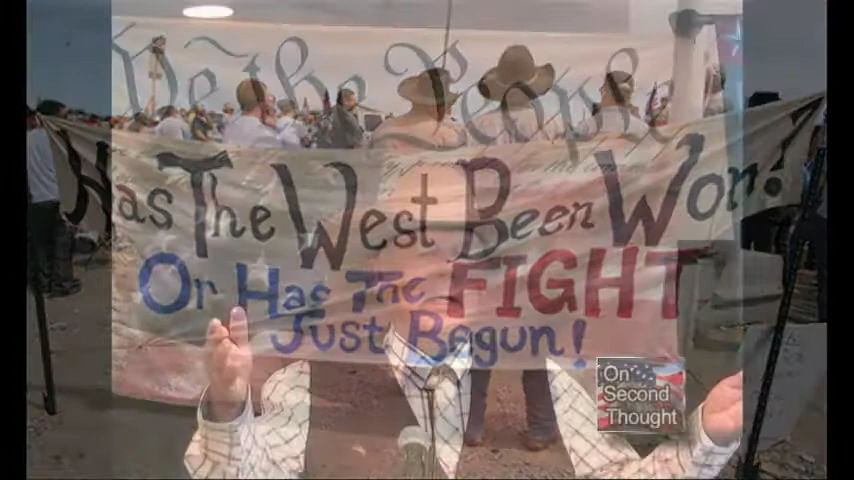 We the People
Has The West Been Won?
Or Has The FIGHT
Just Begun!
On
Second
Thought